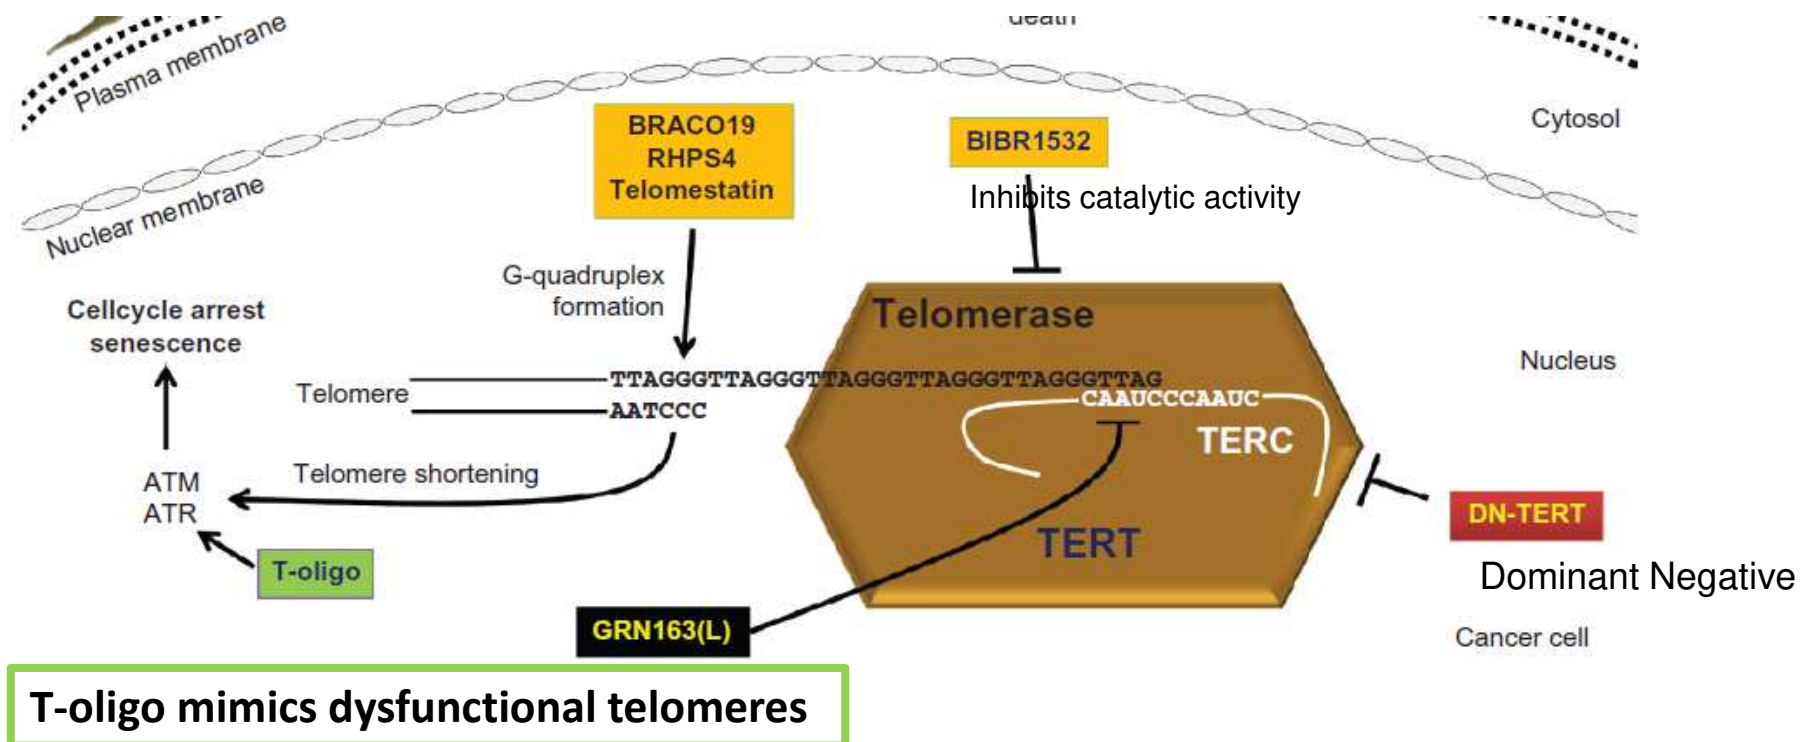 death
Plasma membrane
Cytosol
Nuclear membrane
BRACO19
RHPS4
Telomestatin
BIBR1532
Inhibits catalytic activity
G-quadruplex
formation
Cellcycle arrest
senescence
Telomerase
Nucleus
Telomere
TTAGGGTTAGGGTTAGGGTTAGGGTTAGGGTTAG
AATCCC
CAAUCCCAAUC
TERC
Telomere shortening
ATM
ATR
DN-TERT
TERT
T-oligo
Dominant Negative
GRN163(L)
Cancer cell
T-oligo mimics dysfunctional telomeres